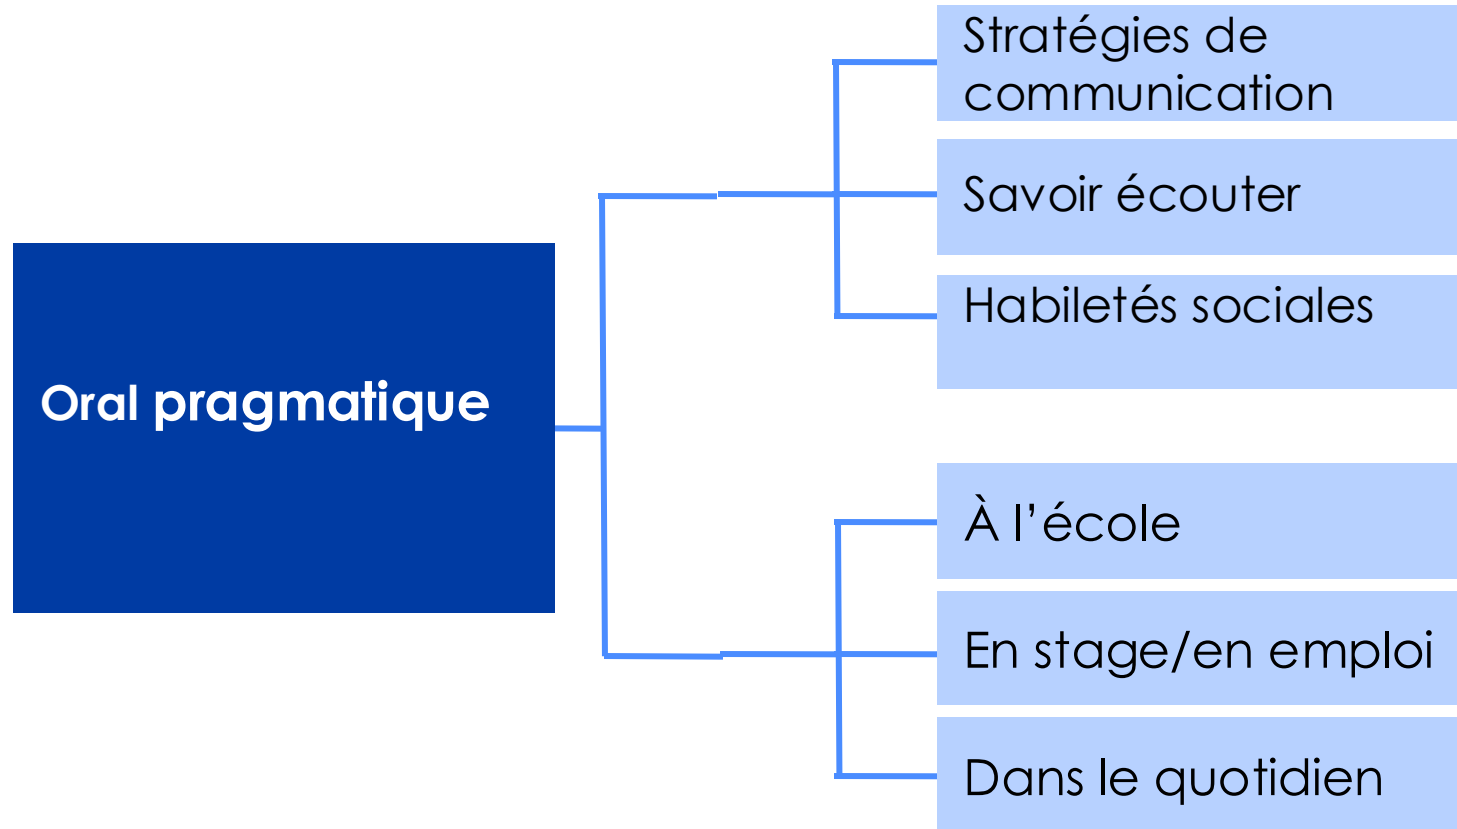 Stratégies de
communication
Savoir écouter
Habiletés sociales
Oral pragmatique
À l'école
En stage/en emploi
Dans le quotidien